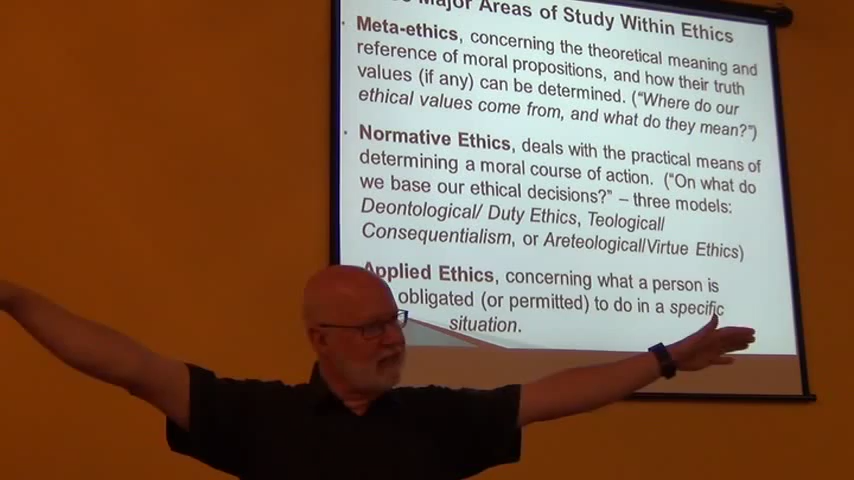 Major Areas of Study Within Ethics
· Meta-ethics, concerning the theoretical meaning and
reference of moral propositions, and how their truth
values (if any) can be determined. (“Where do our
ethical values come from, and what do they mean?”)
· Normative Ethics, deals with the practical means of
determining a moral course of action. (“On what do
we base our ethical decisions?” – three models:
Deontological/ Duty Ethics, Teological/
Consequentialism, or Areteological/Virtue Ethics)
Applied Ethics, concerning what a person is
obligated (or permitted) to do in a specific
situation.